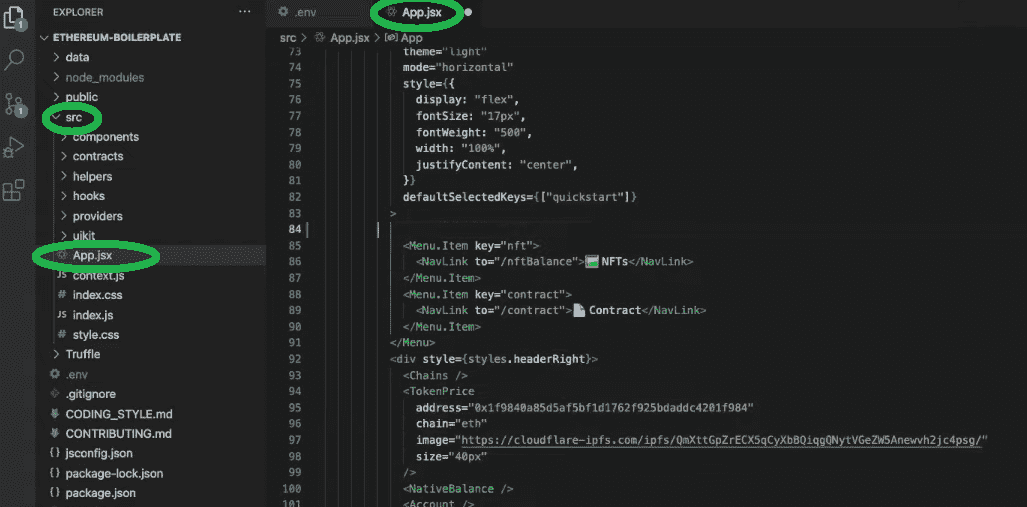 EXPLORER ...
ETHEREUM-BOILERPLATE
data
node_modules
public
src
components
contracts
helpers
hooks
providers
uikit
App.jsx
JS context.js
# index.css
JS index.js
# style.css
Truffle
.env
.gitignore
CODING_STYLE.md
CONTRIBUTING.md
{} jsconfig.json
{} package-lock.json
{} package.json
1
1
.env App.jsx
src > App.jsx > App
73 theme="light"
74 mode="horizontal"
75 style={{
76 display: "flex",
77 fontSize: "17px",
78 fontWeight: "500",
79 width: "100%",
80 justifyContent: "center",
81 }}
82 defaultSelectedKeys={["quickstart"]}
83 >
84
85 <Menu.Item key="nft">
86 <NavLink to="/nftBalance">🖼 NFTs</NavLink>
87 </Menu.Item>
88 <Menu.Item key="contract">
89 <NavLink to="/contract">📄 Contract</NavLink>
90 </Menu.Item>
91 </Menu>
92 <div style={styles.headerRight}>
93 <Chains />
94 <TokenPrice
95 address="0x1f9840a85d5af5bf1d1762f925bdaddc4201f984"
96 chain="eth"
97 image="https://cloudflare-ipfs.com/ipfs/QmXttGpZrECX5qCyXbBQiqgQNytVGeZW5Anewvh2jc4psg/"
98 size="40px"
99 />
100 <NativeBalance />
101 <Account />